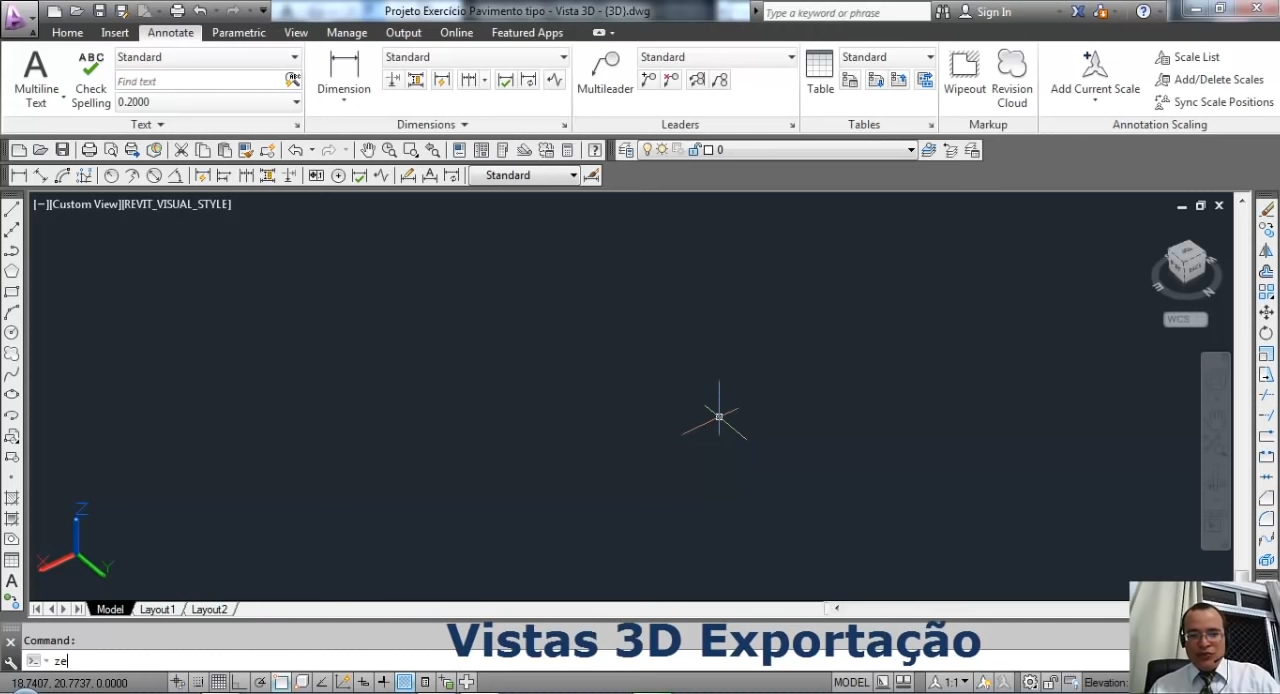 Projeto Exercício Pavimento tipo - Vista 3D - {3D}.dwg
Type a keyword or phrase
Sign In
Home Insert Annotate Parametric View Manage Output Online Featured Apps
Multiline Text
ABC
Check Spelling
Standard
Find text
0.2000
Text
Dimension
Standard
Dimensions
Multileader
Standard
Leaders
Table
Standard
Tables
Wipeout
Revision Cloud
Markup
Add Current Scale
Scale List
Add/Delete Scales
Sync Scale Positions
Annotation Scaling
0
Standard
[−][Custom View][REVIT_VISUAL_STYLE]
WCS
Z
X
Y
Model Layout1 Layout2
Command:
ze
Vistas 3D Exportação
18.7407, 20.7737, 0.0000
MODEL
1:1
Elevation: